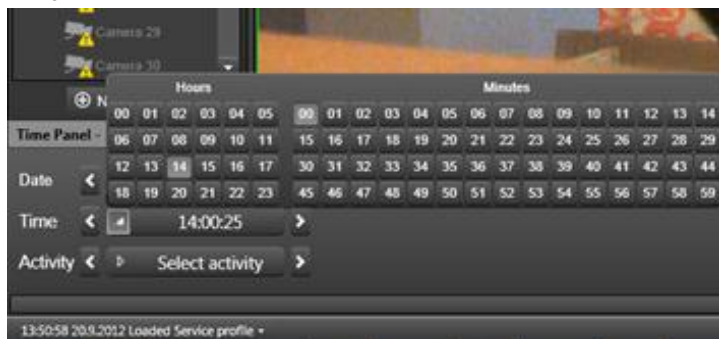 Camera 29
Camera 30
N
Hours Minutes
00 01 02 03 04 05 00 01 02 03 04 05 06 07 08 09 10 11 12 13 14
Time Panel - 06 07 08 09 10 11 15 16 17 18 19 20 21 22 23 24 25 26 27 28 29
12 13 14 15 16 17 30 31 32 33 34 35 36 37 38 39 40 41 42 43 44
Date
18 19 20 21 22 23 45 46 47 48 49 50 51 52 53 54 55 56 57 58 59
Time 14:00:25
Activity Select activity
13:50:58 20.9.2012 Loaded Service profile